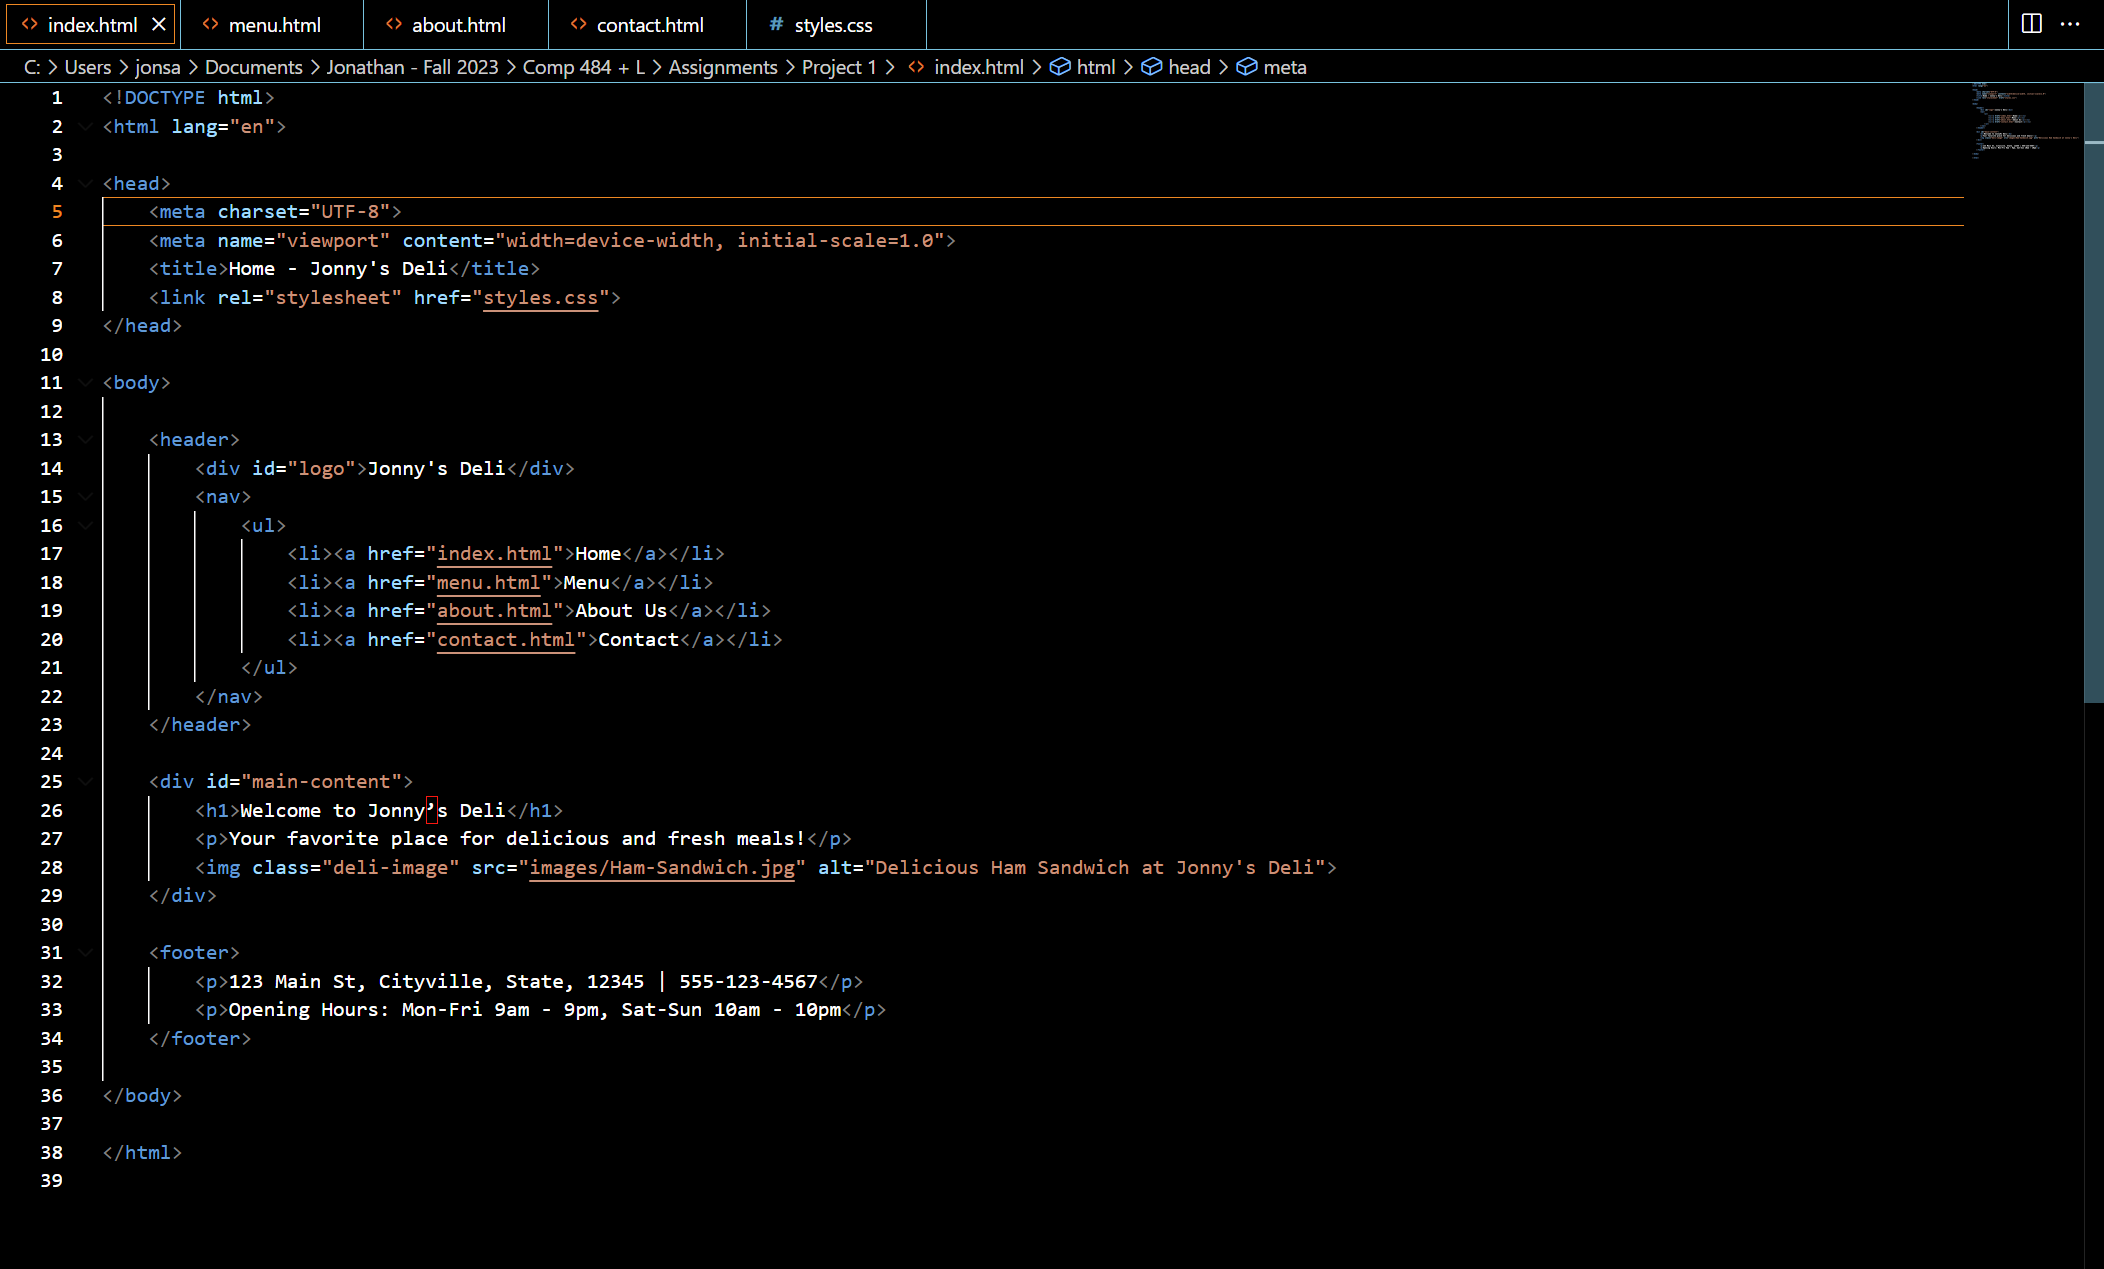 index.html
menu.html
about.html
contact.html
# styles.css
C: > Users > jonsa > Documents > Jonathan - Fall 2023 > Comp 484 + L > Assignments > Project 1 > <> index.html > html > head > meta
1 <!DOCTYPE html>
2 <html lang="en">
3
4 <head>
5     <meta charset="UTF-8">
6     <meta name="viewport" content="width=device-width, initial-scale=1.0">
7     <title>Home - Jonny's Deli</title>
8     <link rel="stylesheet" href="styles.css">
9 </head>
10
11 <body>
12
13     <header>
14         <div id="logo">Jonny's Deli</div>
15         <nav>
16             <ul>
17                 <li><a href="index.html">Home</a></li>
18                 <li><a href="menu.html">Menu</a></li>
19                 <li><a href="about.html">About Us</a></li>
20                 <li><a href="contact.html">Contact</a></li>
21             </ul>
22         </nav>
23     </header>
24
25     <div id="main-content">
26         <h1>Welcome to Jonny’s Deli</h1>
27         <p>Your favorite place for delicious and fresh meals!</p>
28         <img class="deli-image" src="images/Ham-Sandwich.jpg" alt="Delicious Ham Sandwich at Jonny's Deli">
29     </div>
30
31     <footer>
32         <p>123 Main St, Cityville, State, 12345 | 555-123-4567</p>
33         <p>Opening Hours: Mon-Fri 9am - 9pm, Sat-Sun 10am - 10pm</p>
34     </footer>
35
36 </body>
37
38 </html>
39